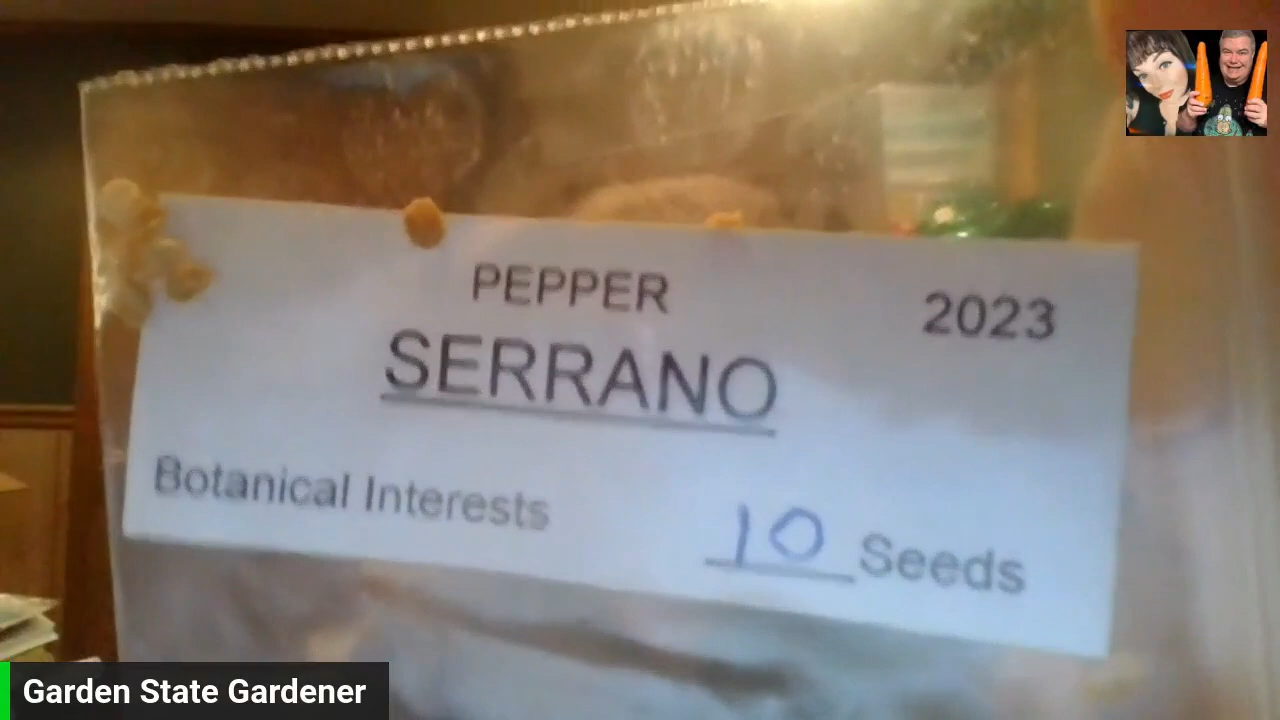 PEPPER
2023
SERRANO
Botanical Interests
10 Seeds
Garden State Gardener